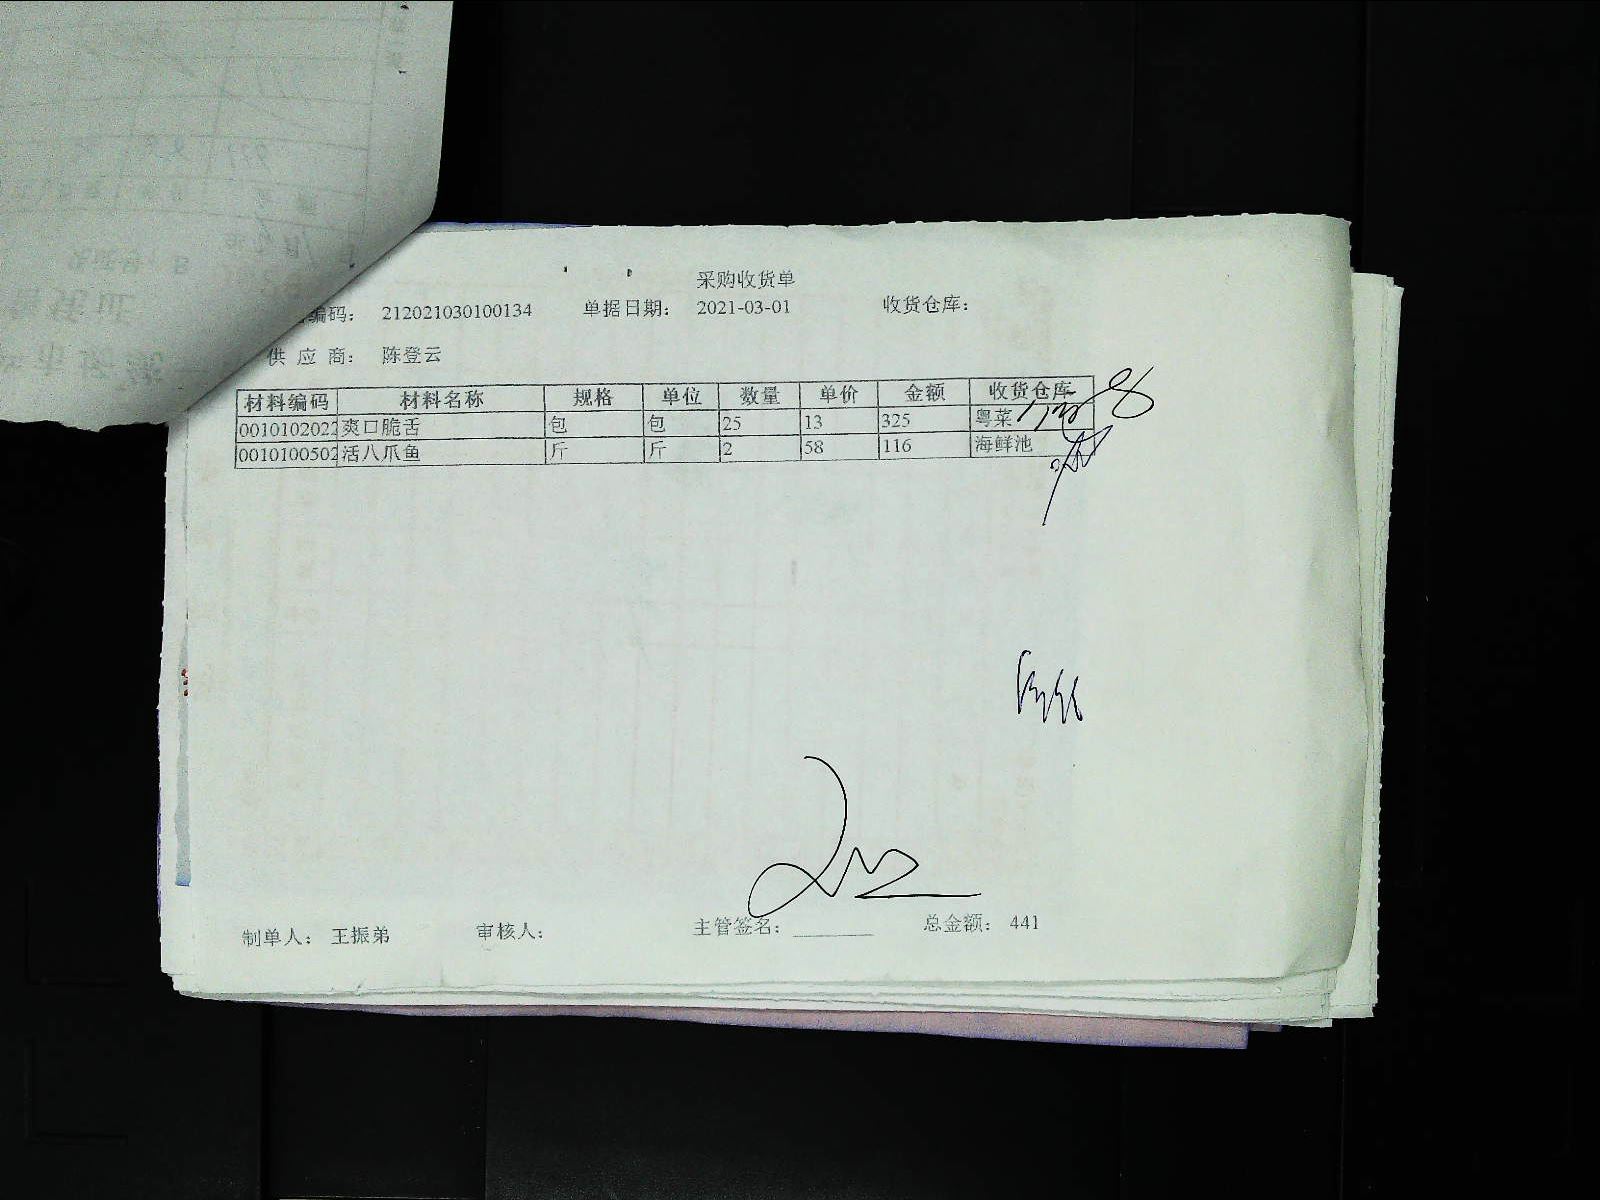 采购收货单
编码： 212021030100134 单据日期： 2021-03-01 收货仓库：
供 应 商： 陈登云
材料编码 材料名称 规格 单位 数量 单价 金额 收货仓库
0010102022 爽口脆舌 包 包 25 13 325 粤菜
0010100502 活八爪鱼 斤 斤 2 58 116 海鲜池
制单人： 王振弟 审核人： 主管签名： 总金额： 441